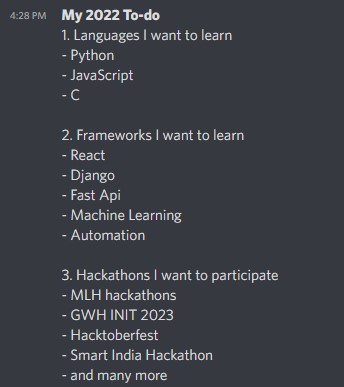 4:28 PM My 2022 To-do
1. Languages I want to learn
- Python
- JavaScript
- C
2. Frameworks I want to learn
- React
- Django
- Fast Api
- Machine Learning
- Automation
3. Hackathons I want to participate
- MLH hackathons
- GWH INIT 2023
- Hacktoberfest
- Smart India Hackathon
- and many more